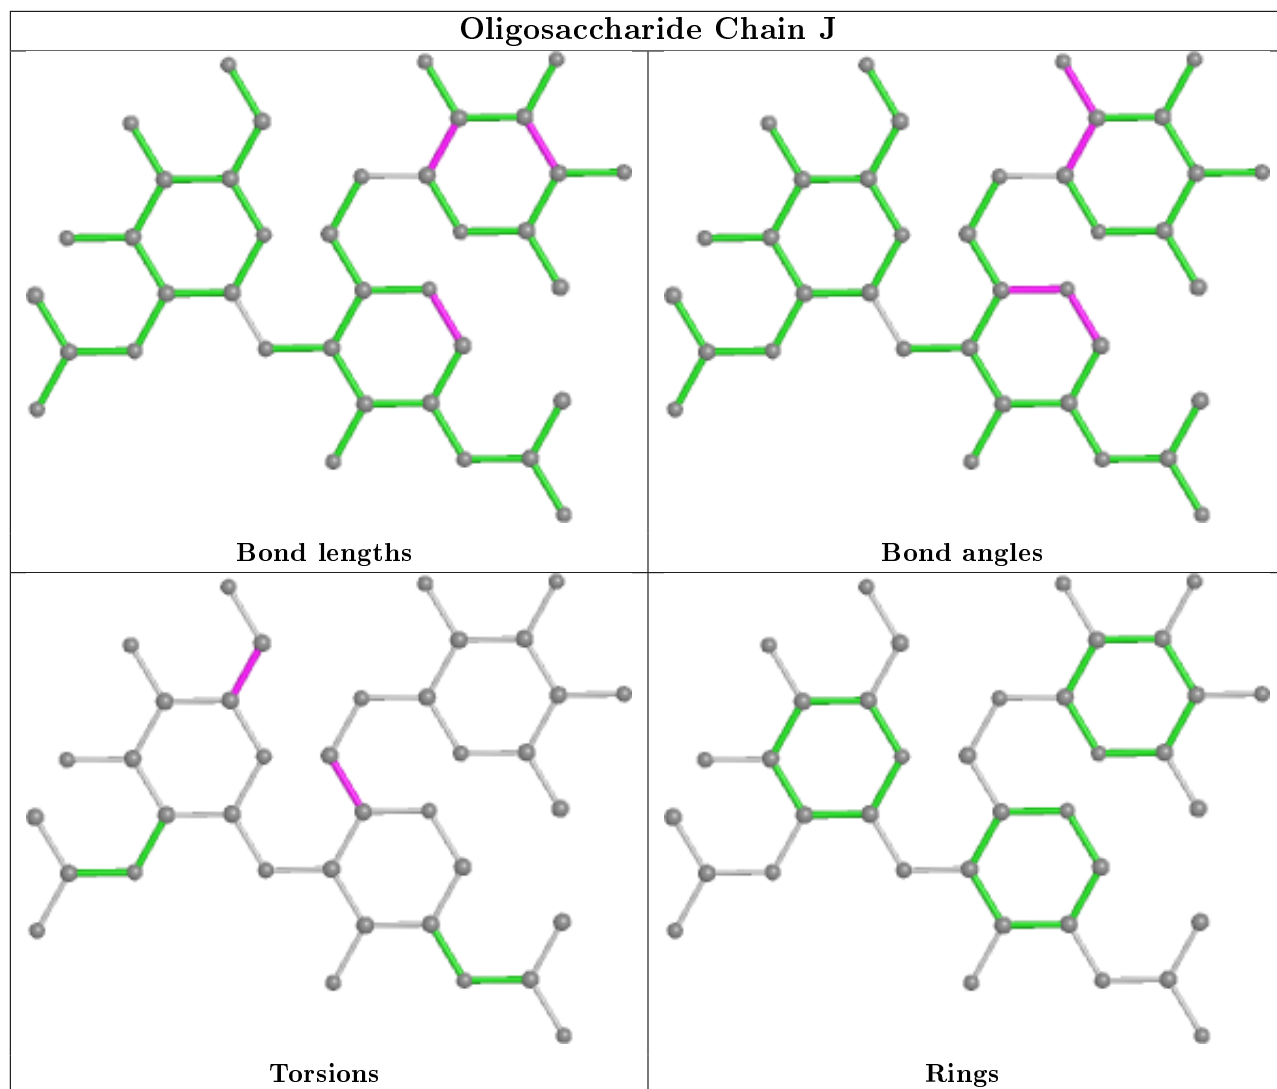 Oligosaccharide Chain J
Bond lengths
Bond angles
Torsions
Rings